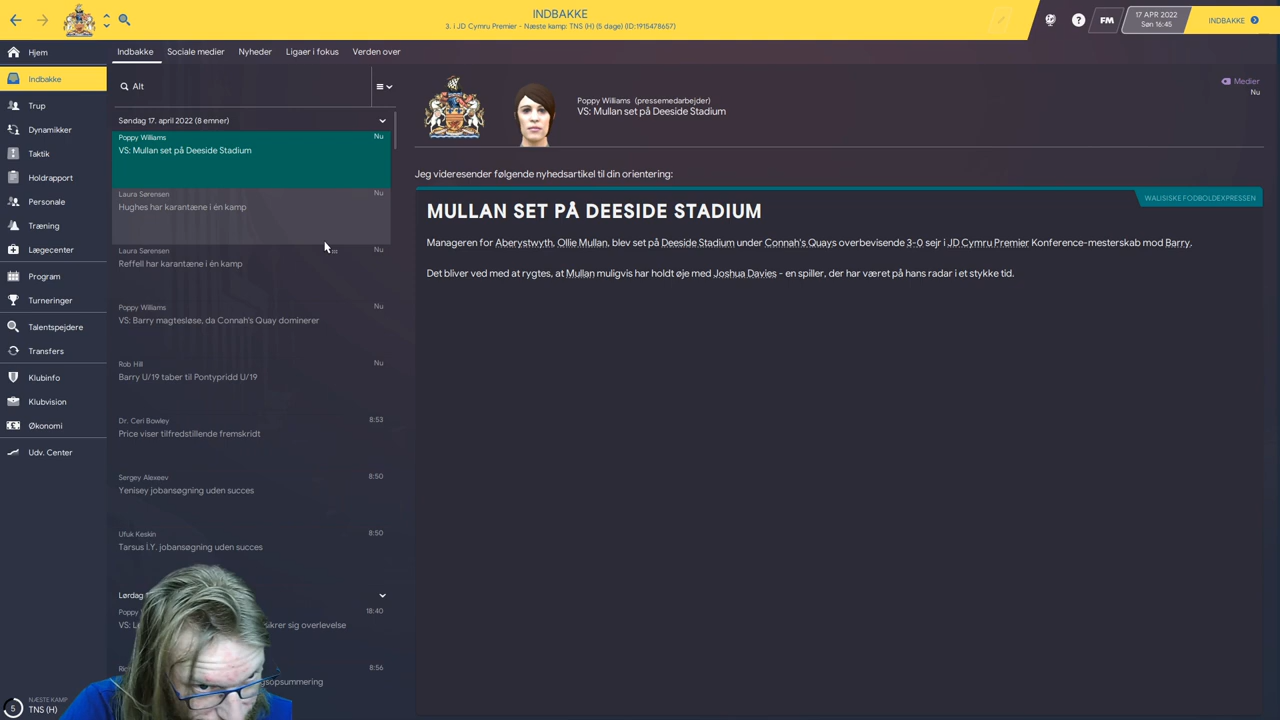 INDBAKKE
3. i JD Cymru Premier - Næste kamp: TNS (H) (5 dage) (ID:1915478657)
FM
17 APR 2022
Søn 16:45
INDBAKKE
Hjem
Indbakke
Trup
Dynamikker
Taktik
Holdrapport
Personale
Træning
Lægecenter
Program
Turneringer
Talentspejdere
Transfers
Klubinfo
Klubvision
Økonomi
Udv. Center
5
NÆSTE KAMP
TNS (H)
Indbakke Sociale medier Nyheder Ligaer i fokus Verden over
Alt
Søndag 17. april 2022 (8 emner)
Poppy Williams Nu
VS: Mullan set på Deeside Stadium
Laura Sørensen Nu
Hughes har karantæne i én kamp
Laura Sørensen Nu
Reffell har karantæne i én kamp
Poppy Williams Nu
VS: Barry magtesløse, da Connah's Quay dominerer
Rob Hill Nu
Barry U/19 taber til Pontypridd U/19
Dr. Ceri Bowley 8:53
Price viser tilfredstillende fremskridt
Sergey Alexeev 8:50
Yenisey jobansøgning uden succes
Ufuk Keskin 8:50
Tarsus İ.Y. jobansøgning uden succes
Lørdag
Poppy 18:40
VS: sikrer sig overlevelse
8:56
Poppy Williams (pressemedarbejder)
VS: Mullan set på Deeside Stadium
Medier
Nu
Jeg videresender følgende nyhedsartikel til din orientering:
WALISISKE FODBOLDEXPRESSEN
MULLAN SET PÅ DEESIDE STADIUM
Manageren for Aberystwyth, Ollie Mullan, blev set på Deeside Stadium under Connah's Quays overbevisende 3-0 sejr i JD Cymru Premier Konference-mesterskab mod Barry.
Det bliver ved med at rygtes, at Mullan muligvis har holdt øje med Joshua Davies - en spiller, der har været på hans radar i et stykke tid.